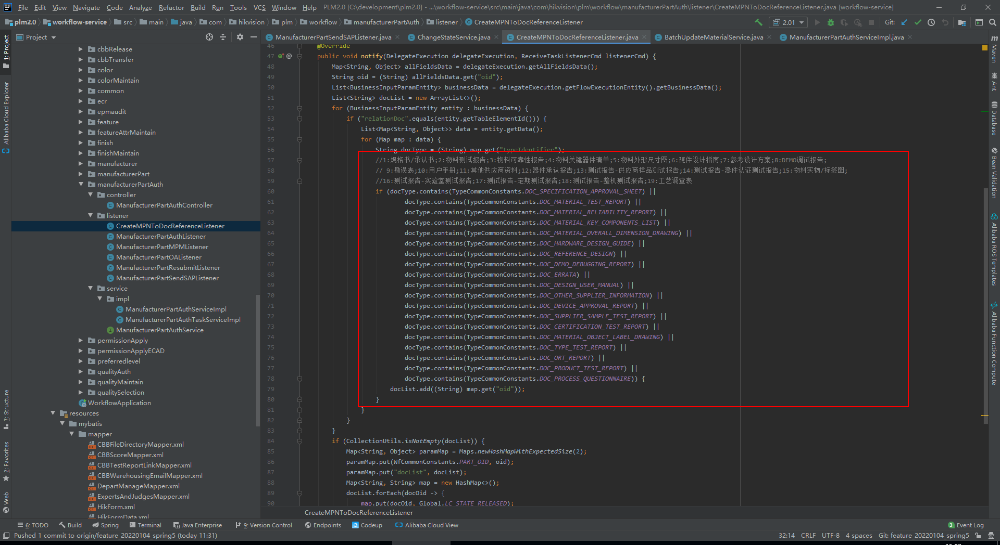 File Edit View Navigate Code Analyze Refactor Build Run Tools VCS Window Help PLM2.0 [C:\development\plm2.0] - ...\workflow-service\src\main\java\com\hikvision\plm\workflow\manufacturerPartAuth\listener\CreateMPNToDocReferenceListener.java [workflow-service]
plm2.0 workflow-service src main java com hikvision plm workflow manufacturerPartAuth listener CreateMPNToDocReferenceListener 2.01 Git:
Project
ManufacturerPartSendSAPListener.java ChangeStateService.java CreateMPNToDocReferenceListener.java BatchUpdateMaterialService.java ManufacturerPartAuthServiceImpl.java
1: Project
Alibaba Cloud Explorer
7: Structure
2: Favorites
Web
cbbRelease
cbbTransfer
color
colorMaintain
common
ecr
epmaudit
feature
featureAttrMaintain
finish
finishMaintain
manufacturer
manufacturerPart
manufacturerPartAuth
controller
ManufacturerPartAuthController
listener
CreateMPNToDocReferenceListener
ManufacturerPartAuthListener
ManufacturerPartMPMListener
ManufacturerPartOAListener
ManufacturerPartResubmitListener
ManufacturerPartSendSAPListener
service
impl
ManufacturerPartAuthServiceImpl
ManufacturerPartAuthTaskServiceImpl
ManufacturerPartAuthService
permissionApply
permissionApplyECAD
preferredlevel
qualityAuth
qualityMaintain
qualitySelection
WorkflowApplication
resources
mybatis
mapper
CBBFileDirectoryMapper.xml
CBBScoreMapper.xml
CBBTestReportLinkMapper.xml
CBBWarehousingEmailMapper.xml
DepartManageMapper.xml
ExpertsAndJudgesMapper.xml
HikForm.xml
HikFormData.xml
46 @Override
47 public void notify(DelegateExecution delegateExecution, ReceiveTaskListenerCmd listenerCmd) {
48 Map<String, Object> allFieldsData = delegateExecution.getAllFieldsData();
49 String oid = (String) allFieldsData.get("oid");
50 List<BusinessInputParamEntity> businessData = delegateExecution.getFlowExecutionEntity().getBusinessData();
51 List<String> docList = new ArrayList<>();
52 for (BusinessInputParamEntity entity : businessData) {
53 if ("relationDoc".equals(entity.getTableElementId())) {
54 List<Map<String, Object>> data = entity.getData();
55 for (Map map : data) {
56 String docType = (String) map.get("typeIdentifier");
57 //1:规格书/承认书;2:物料测试报告;3:物料可靠性报告;4:物料关键器件清单;5:物料外形尺寸图;6:硬件设计指南;7:参考设计方案;8:DEMO调试报告;
58 // 9:勘误表;10:用户手册;11:其他供应商资料;12:器件承认报告;13:测试报告-供应商样品测试报告;14:测试报告-器件认证测试报告;15:物料实物/标签图;
59 //16:测试报告-实验室测试报告;17:测试报告-定期测试报告;18:测试报告-整机测试报告;19:工艺调查表
60 if (docType.contains(TypeCommonConstants.DOC_SPECIFICATION_APPROVAL_SHEET) ||
61 docType.contains(TypeCommonConstants.DOC_MATERIAL_TEST_REPORT) ||
62 docType.contains(TypeCommonConstants.DOC_MATERIAL_RELIABILITY_REPORT) ||
63 docType.contains(TypeCommonConstants.DOC_MATERIAL_KEY_COMPONENTS_LIST) ||
64 docType.contains(TypeCommonConstants.DOC_MATERIAL_OVERALL_DIMENSION_DRAWING) ||
65 docType.contains(TypeCommonConstants.DOC_HARDWARE_DESIGN_GUIDE) ||
66 docType.contains(TypeCommonConstants.DOC_REFERENCE_DESIGN) ||
67 docType.contains(TypeCommonConstants.DOC_DEMO_DEBUGGING_REPORT) ||
68 docType.contains(TypeCommonConstants.DOC_ERRATA) ||
69 docType.contains(TypeCommonConstants.DOC_DESIGN_USER_MANUAL) ||
70 docType.contains(TypeCommonConstants.DOC_OTHER_SUPPLIER_INFORMATION) ||
71 docType.contains(TypeCommonConstants.DOC_DEVICE_APPROVAL_REPORT) ||
72 docType.contains(TypeCommonConstants.DOC_SUPPLIER_SAMPLE_TEST_REPORT) ||
73 docType.contains(TypeCommonConstants.DOC_CERTIFICATION_TEST_REPORT) ||
74 docType.contains(TypeCommonConstants.DOC_MATERIAL_OBJECT_LABEL_DRAWING) ||
75 docType.contains(TypeCommonConstants.DOC_TYPE_TEST_REPORT) ||
76 docType.contains(TypeCommonConstants.DOC_ORT_REPORT) ||
77 docType.contains(TypeCommonConstants.DOC_PRODUCT_TEST_REPORT) ||
78 docType.contains(TypeCommonConstants.DOC_PROCESS_QUESTIONNAIRE)) {
79 docList.add((String) map.get("oid"));
80 }
81 }
82 }
83 }
84 if (CollectionUtils.isNotEmpty(docList)) {
85 Map<String, Object> paramMap = Maps.newHashMapWithExpectedSize(2);
86 paramMap.put(WfCommonConstants.PART_OID, oid);
87 paramMap.put("docList", docList);
88 Map<String, String> map = new HashMap<>();
89 docList.forEach(docOid -> {
90 map.put(docOid, Global.LC_STATE_RELEASED);
CreateMPNToDocReferenceListener
Maven
Ant
Database
Bean Validation
Alibaba ROS Templates
Alibaba Function Compute
6: TODO Build Spring Terminal Java Enterprise 9: Version Control Endpoints Codeup Alibaba Cloud View 3 Event Log
Pushed 1 commit to origin/feature_20220104_spring5 (today 11:31) 32:14 CRLF UTF-8 4 spaces Git: feature_20220104_spring5